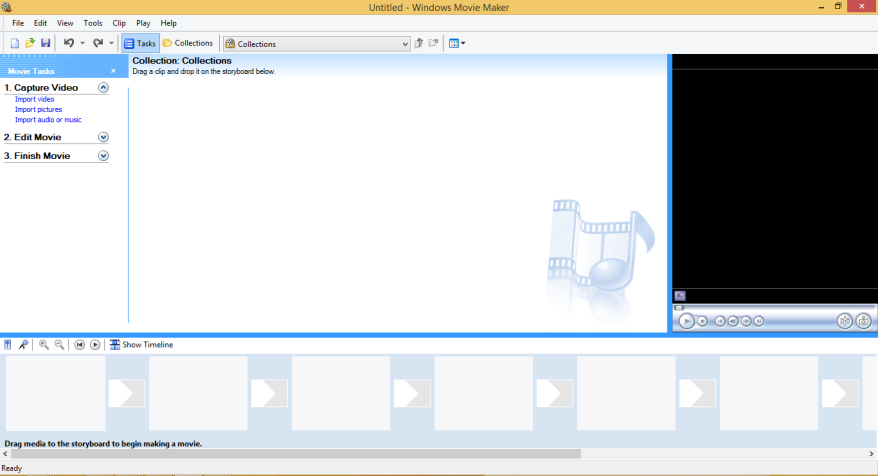 Untitled - Windows Movie Maker
File Edit View Tools Clip Play Help
Tasks Collections Collections
Movie Tasks
1. Capture Video
Import video
Import pictures
Import audio or music
2. Edit Movie
3. Finish Movie
Collection: Collections
Drag a clip and drop it on the storyboard below.
Show Timeline
Drag media to the storyboard to begin making a movie.
Ready